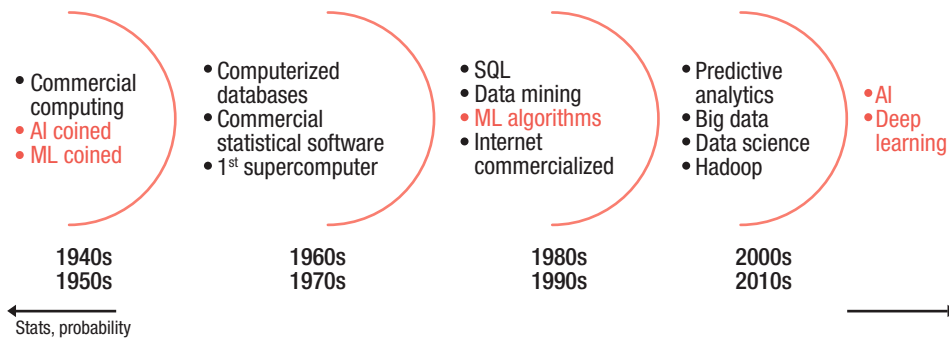 • Commercial
computing
• AI coined
• ML coined
• Computerized
databases
• Commercial
statistical software
• 1st supercomputer
• SQL
• Data mining
• ML algorithms
• Internet
commercialized
• Predictive
analytics
• Big data
• Data science
• Hadoop
• AI
• Deep
learning
1940s
1950s
1960s
1970s
1980s
1990s
2000s
2010s
Stats, probability